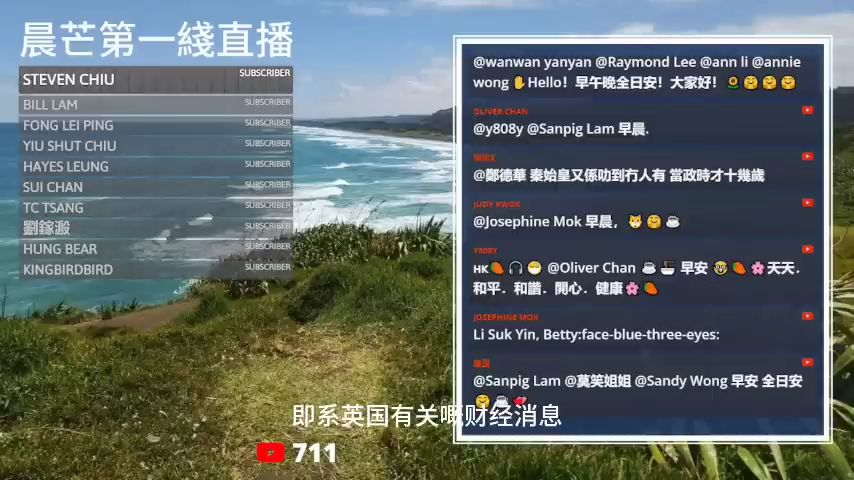 晨芒第一綫直播
STEVEN CHIU SUBSCRIBER
BILL LAM SUBSCRIBER
FONG LEI PING SUBSCRIBER
YIU SHUT CHIU SUBSCRIBER
HAYES LEUNG SUBSCRIBER
SUI CHAN SUBSCRIBER
TC TSANG SUBSCRIBER
SUBSCRIBER
HUNG BEAR SUBSCRIBER
KINGBIRDBIRD SUBSCRIBER
@wanwan yanyan @Raymond Lee @ann li @annie
wong ✋Hello！早午晚全日安！大家好！ 🌻🤗🤗🤗
OLIVER CHAN
@y808y @Sanpig Lam 早晨.
@鄭德華 秦始皇又係叻到冇人有 當政時才十幾歲
JUDY KWOK
@Josephine Mok 早晨， 🐱🤗☕
Y808Y
HK🥕🎧😷 @Oliver Chan ☕ 早安 🤓🥕🌸天天．
和平．和諧．開心．健康🌸🥕
JOSEPHINE MOK
Li Suk Yin, Betty:face-blue-three-eyes:
@Sanpig Lam @莫笑姐姐 @Sandy Wong 早安 全日安
🤗☕💕
即系英国有关嘅财经消息
711